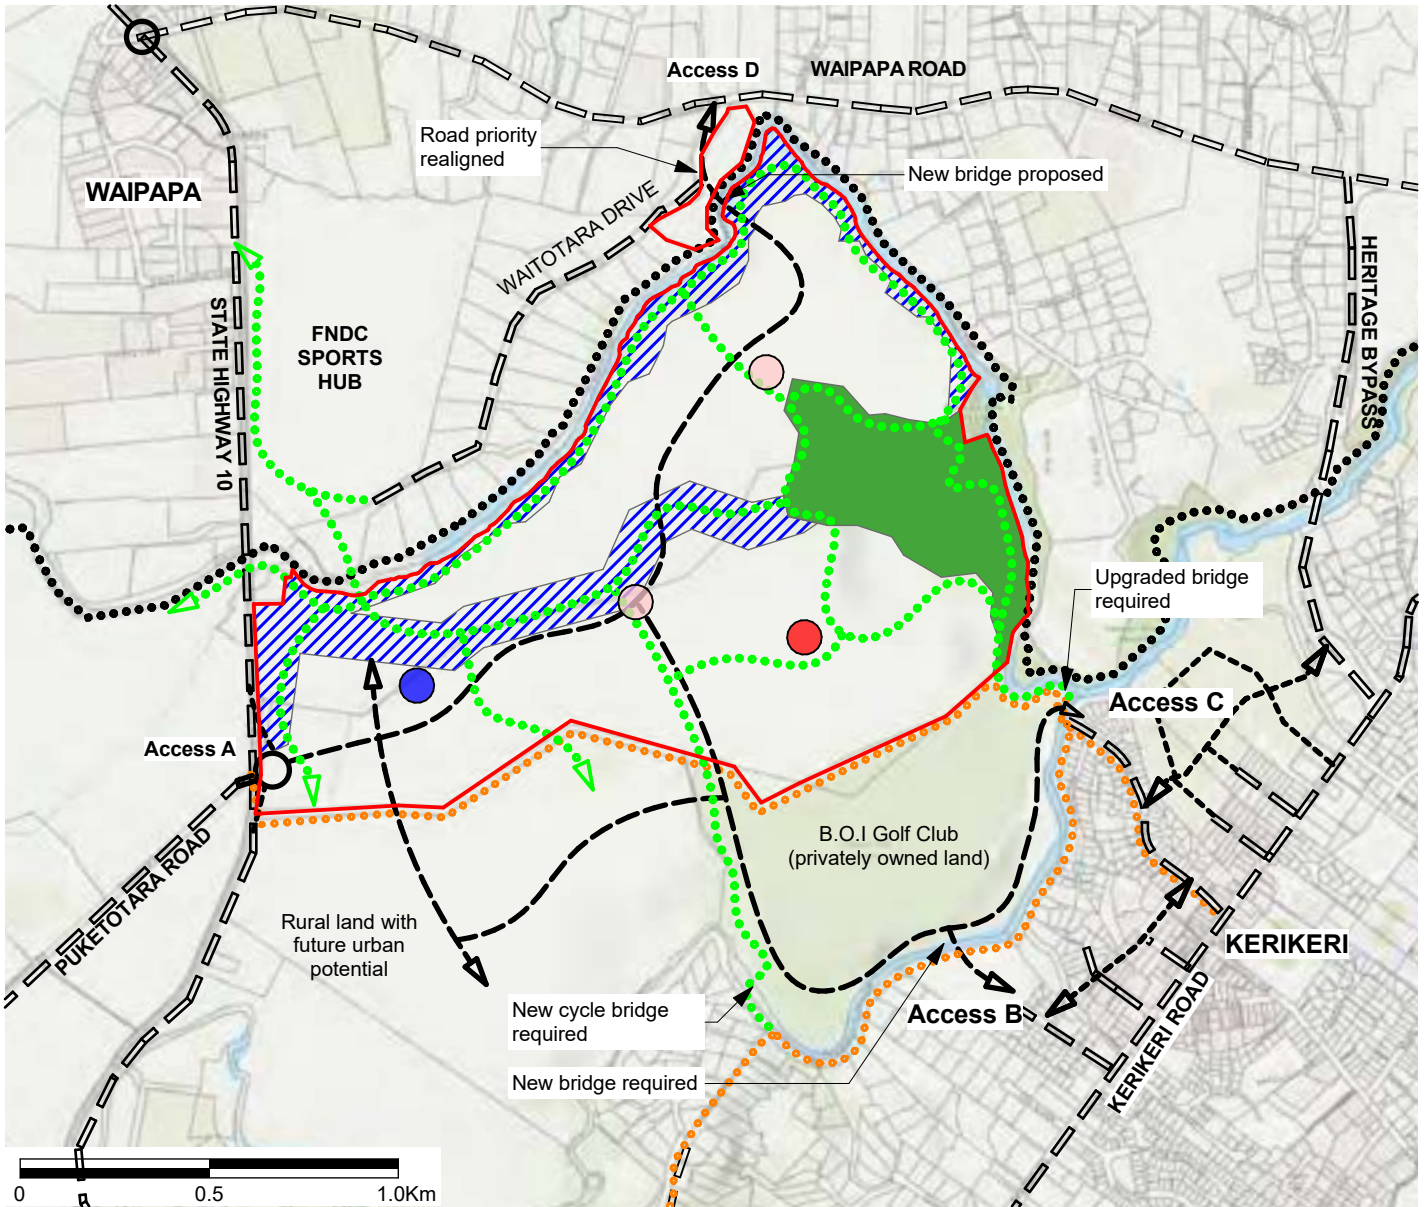 Access D
WAIPAPA ROAD
Road priority
realigned
New bridge proposed
WAIPAPA
WAITOTARA DRIVE
HERITAGE BYPASS
STATE HIGHWAY 10
FNDC
SPORTS
HUB
Upgraded bridge
required
Access C
Access A
PUKETOTARA ROAD
B.O.I Golf Club
(privately owned land)
Rural land with
future urban
potential
KERIKERI
New cycle bridge
required
Access B
KERIKERI ROAD
New bridge required
0
0.5
1.0Km